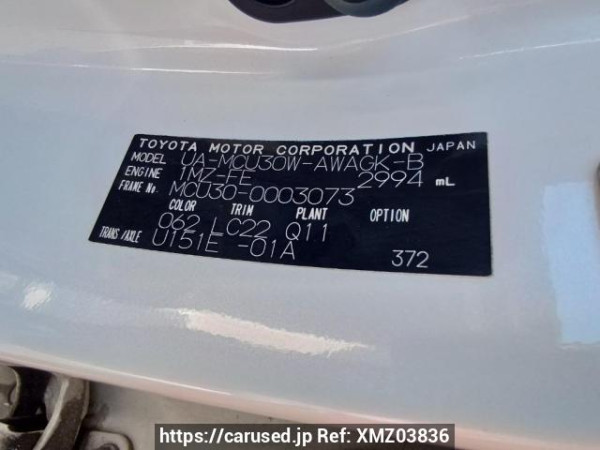 TOYOTA MOTOR CORPORATION JAPAN
MODEL UA-MCU30W-AWAGK-B
ENGINE 1MZ-FE 2994 mL
FRAME No. MCU30-0003073
COLOR TRIM PLANT OPTION
062 LC22 Q11
TRANS/AXLE U151E -01A 372
https://carused.jp Ref: XMZ03836